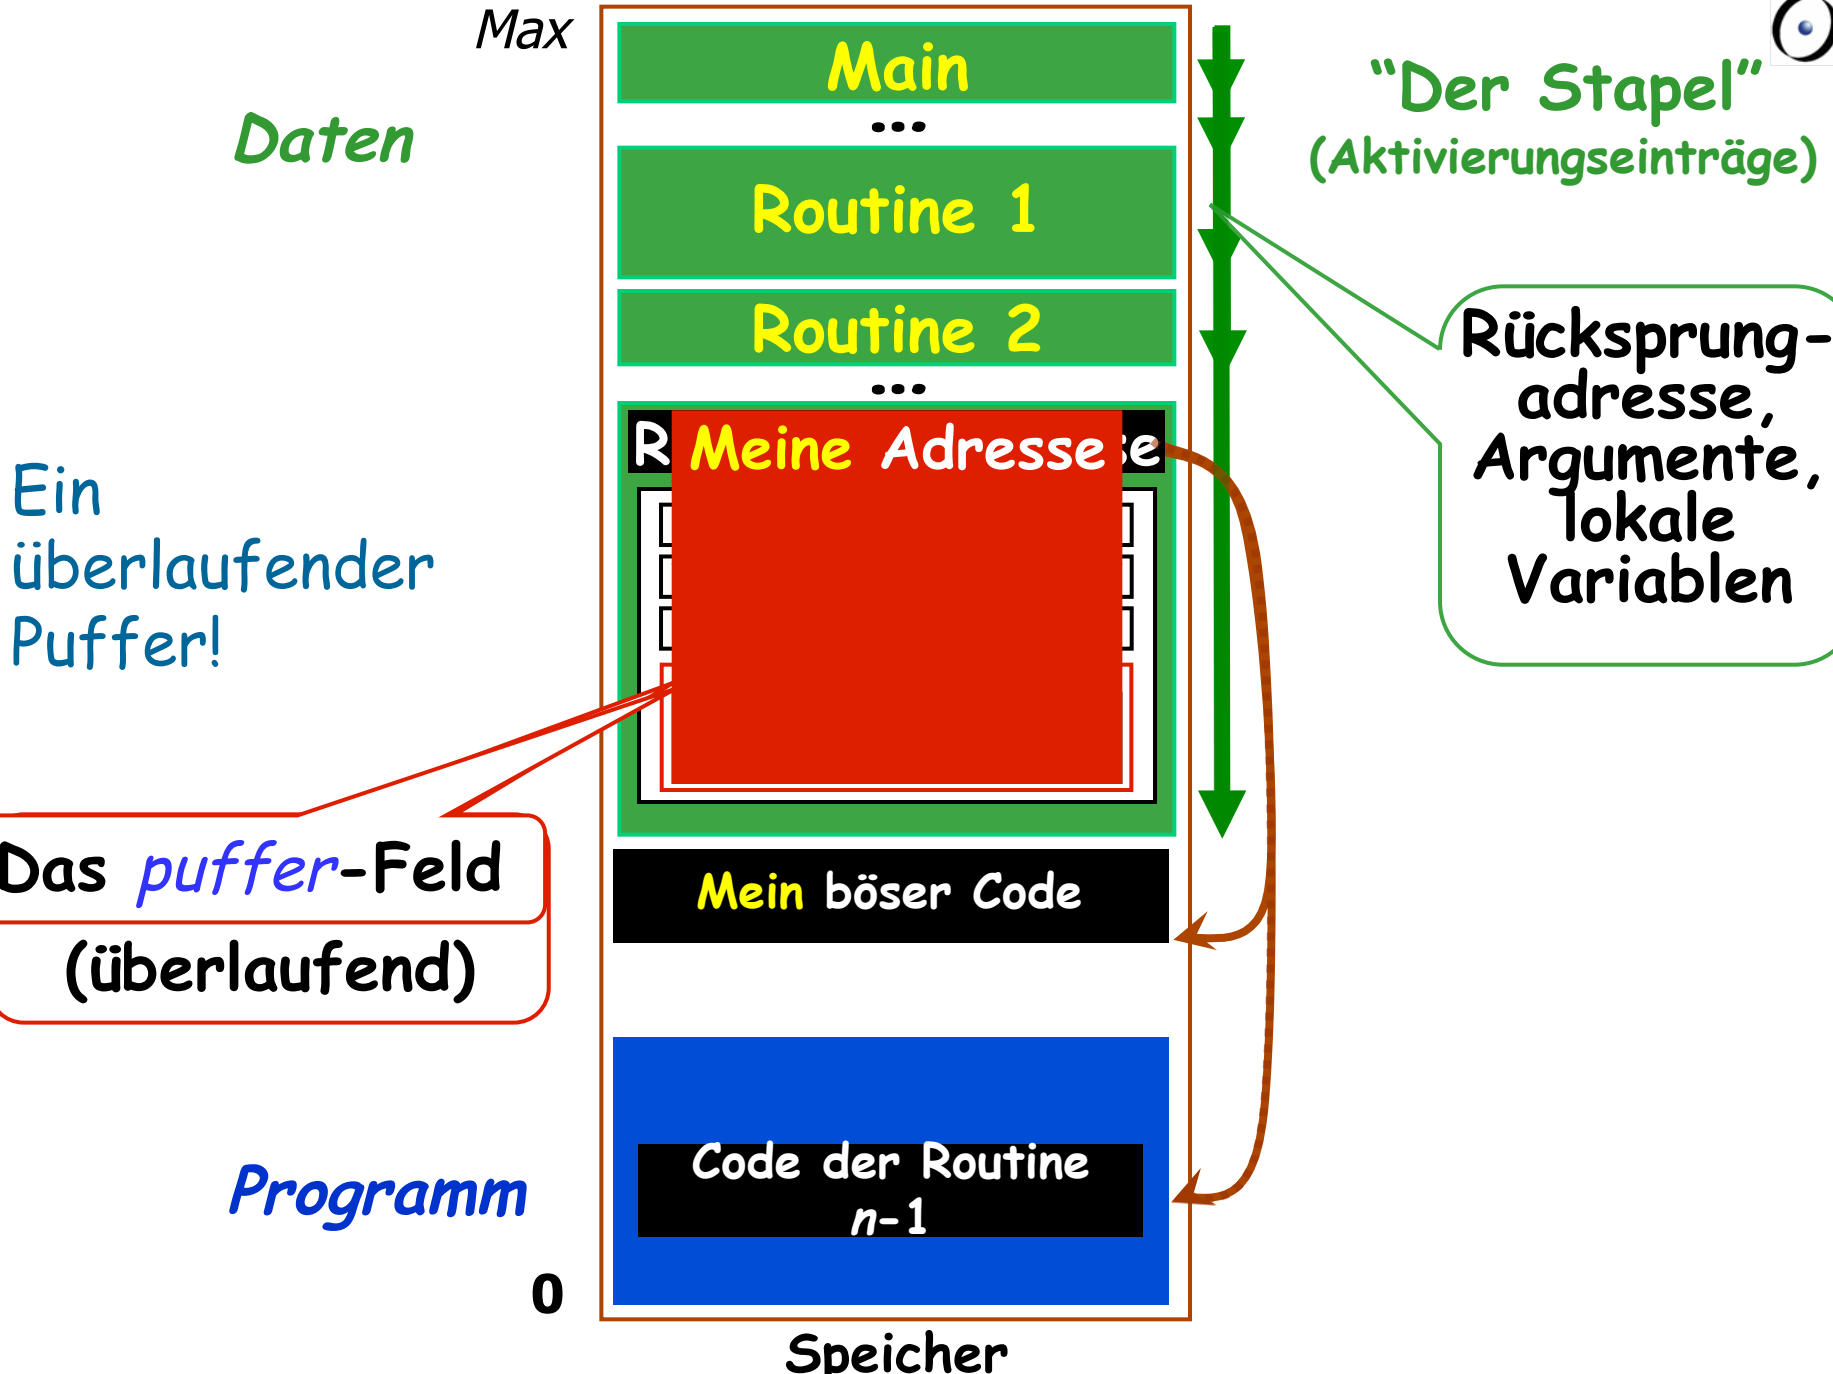 Max
Main
...
Daten
“Der Stapel”
(Aktivierungseinträge)
Routine 1
Routine 2
...
Rücksprung-
adresse,
Argumente,
lokale
Variablen
Meine Adresse
Ein
überlaufender
Puffer!
Das puffer-Feld
(überlaufend)
Mein böser Code
Programm
Code der Routine
n-1
0
Speicher